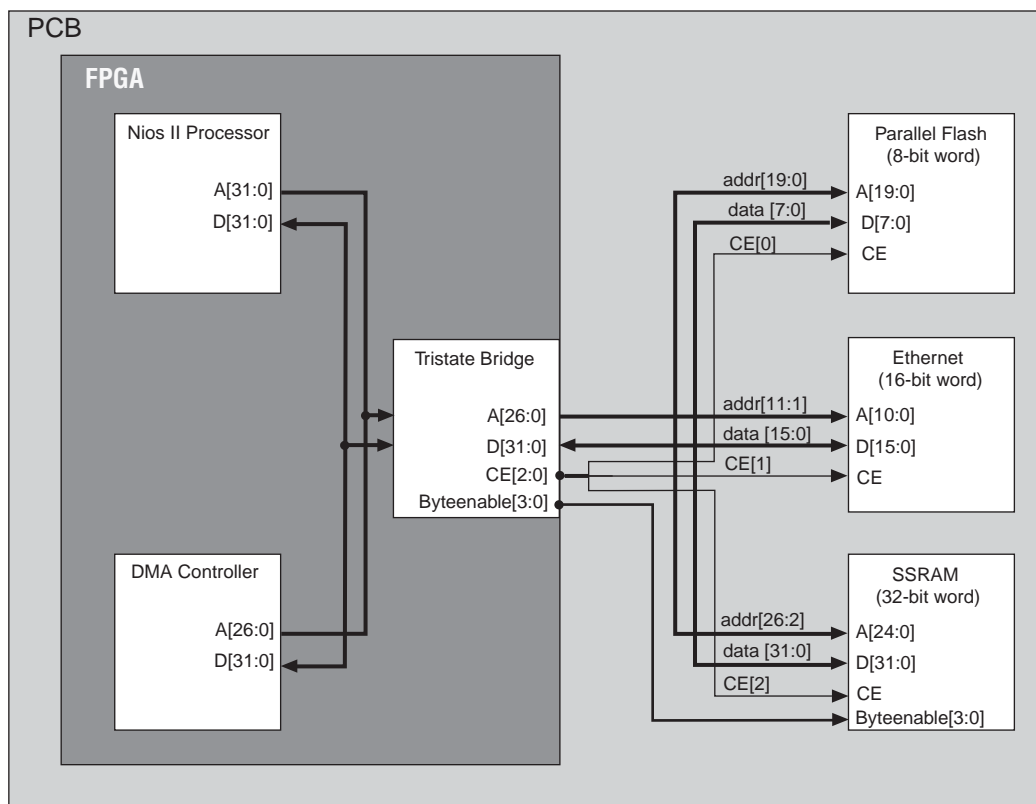 PCB
FPGA
Nios II Processor
A[31:0]
D[31:0]
Tristate Bridge
A[26:0]
D[31:0]
CE[2:0]
Byteenable[3:0]
DMA Controller
A[26:0]
D[31:0]
addr[19:0]
data [7:0]
CE[0]
Parallel Flash
(8-bit word)
A[19:0]
D[7:0]
CE
addr[11:1]
data [15:0]
CE[1]
Ethernet
(16-bit word)
A[10:0]
D[15:0]
CE
addr[26:2]
data [31:0]
CE[2]
SSRAM
(32-bit word)
A[24:0]
D[31:0]
CE
Byteenable[3:0]